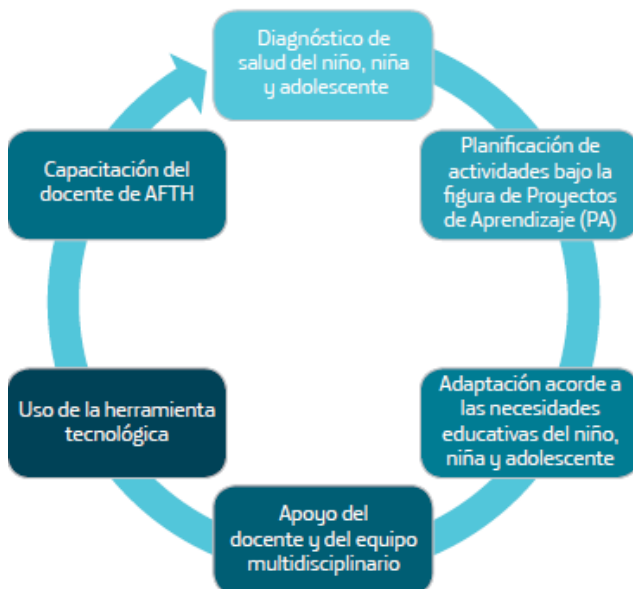 Diagnóstico de
salud del niño, niña
y adolescente
Planificación de
actividades bajo la
figura de Proyectos
de Aprendizaje (PA)
Adaptación acorde a
las necesidades
educativas del niño,
niña y adolescente
Apoyo del
docente y del equipo
multidisciplinario
Uso de la herramienta
tecnológica
Capacitación del
docente de AFTH